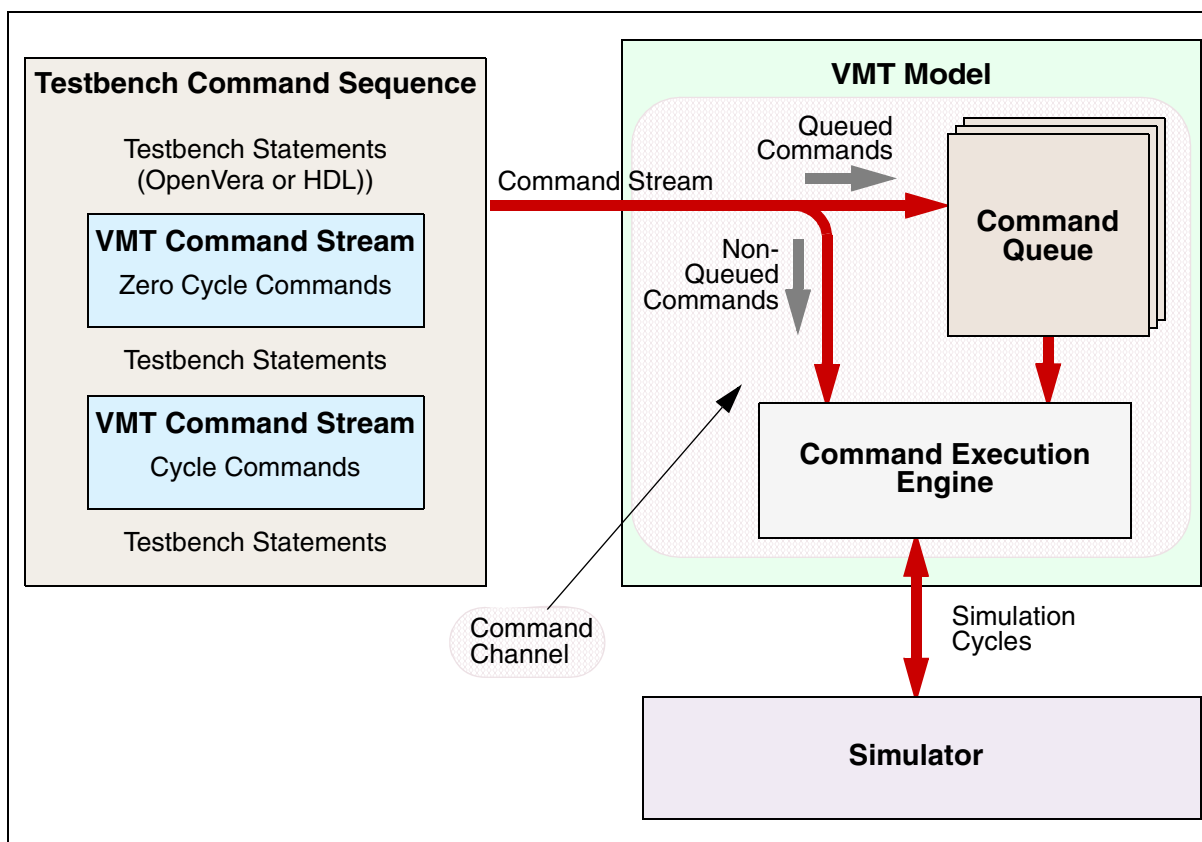 Testbench Command Sequence
Testbench Statements
(OpenVera or HDL))
VMT Command Stream
Zero Cycle Commands
Testbench Statements
VMT Command Stream
Cycle Commands
Testbench Statements
Command Stream
VMT Model
Queued
Commands
Non-
Queued
Commands
Command
Queue
Command Execution
Engine
Command
Channel
Simulation
Cycles
Simulator